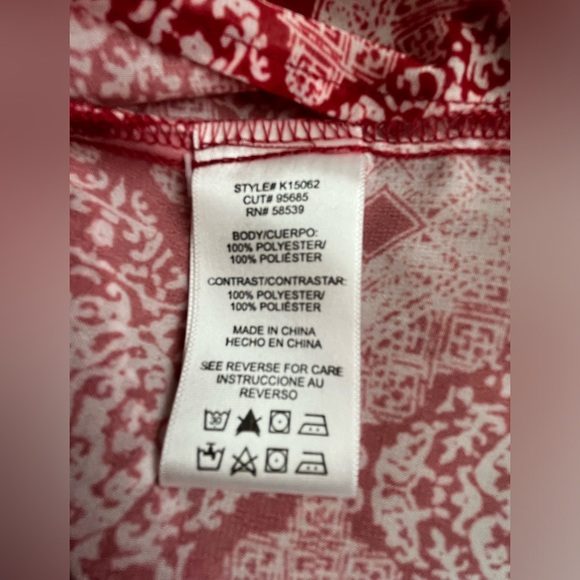 STYLE# K15062
CUT# 95685
RN# 58539
BODY/CUERPO:
100% POLYESTER/
100% POLIÉSTER
CONTRAST/CONTRASTAR:
100% POLYESTER/
100% POLIÉSTER
MADE IN CHINA
HECHO EN CHINA
SEE REVERSE FOR CARE
INSTRUCCIONE AU
REVERSO